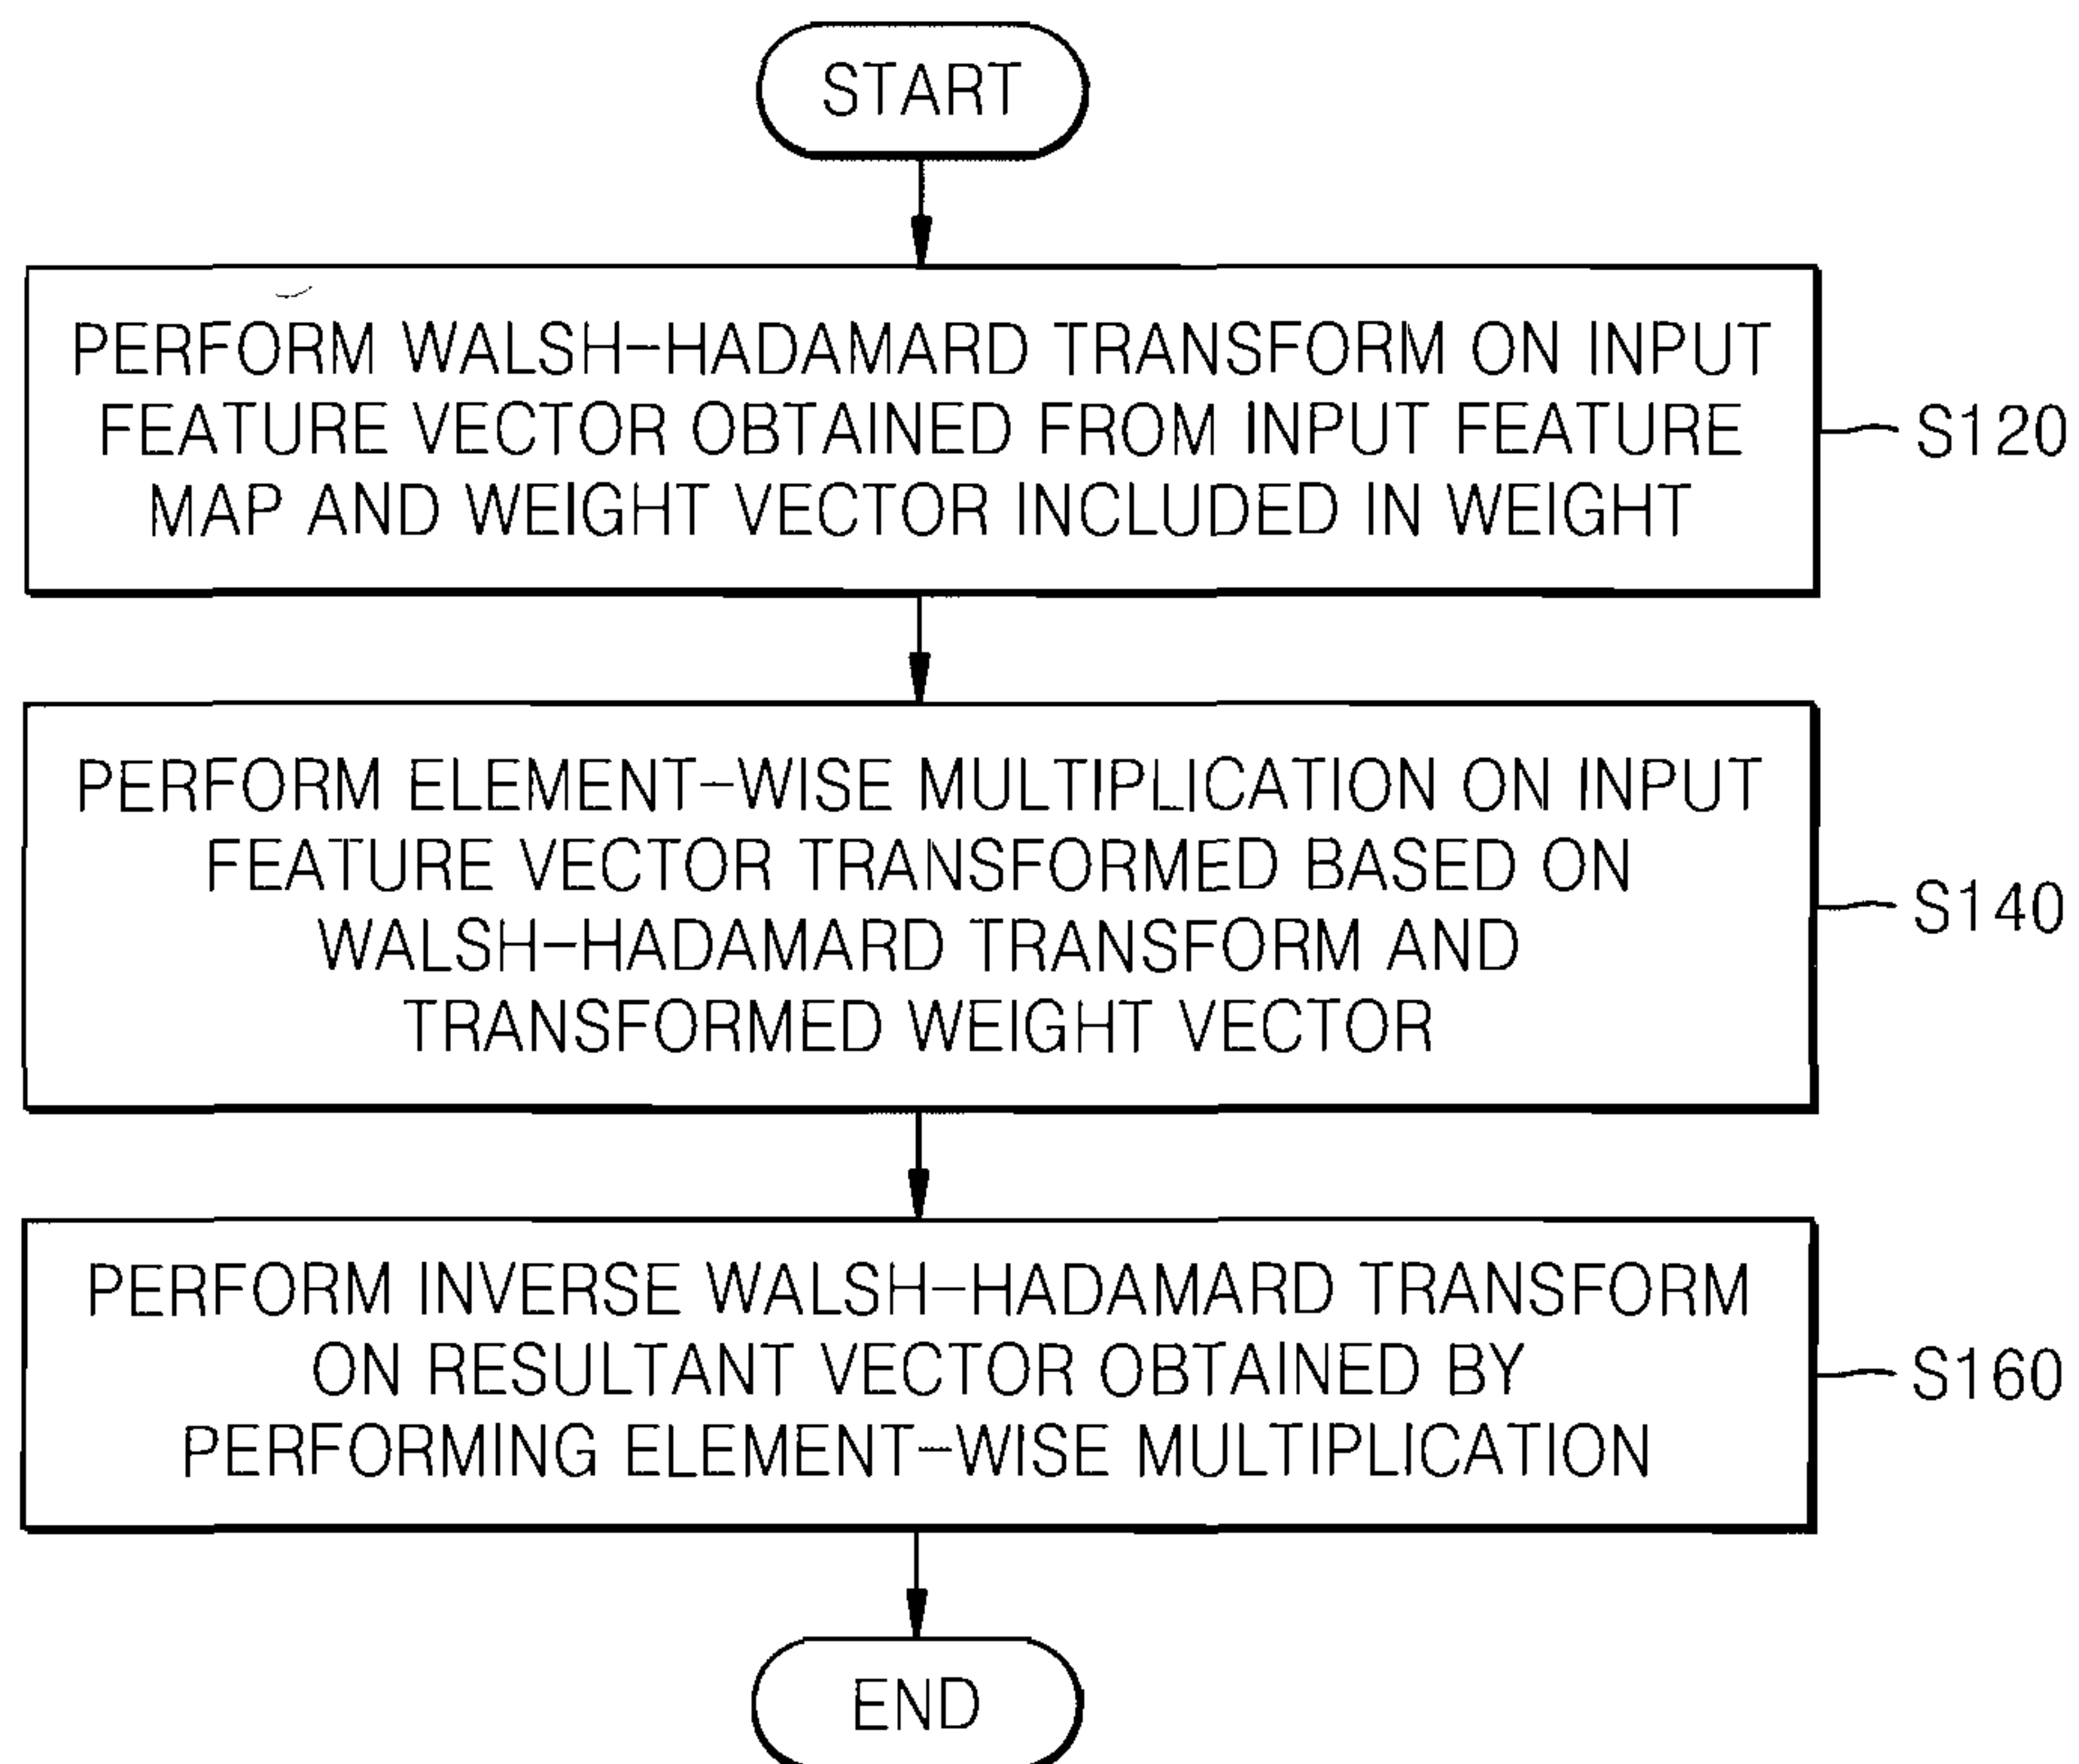 START
PERFORM WALSH-HADAMARD TRANSFORM ON INPUT
FEATURE VECTOR OBTAINED FROM INPUT FEATURE
MAP AND WEIGHT VECTOR INCLUDED IN WEIGHT
S120
PERFORM ELEMENT-WISE MULTIPLICATION ON INPUT
FEATURE VECTOR TRANSFORMED BASED ON
WALSH-HADAMARD TRANSFORM AND
TRANSFORMED WEIGHT VECTOR
S140
PERFORM INVERSE WALSH-HADAMARD TRANSFORM
ON RESULTANT VECTOR OBTAINED BY
PERFORMING ELEMENT-WISE MULTIPLICATION
S160
END